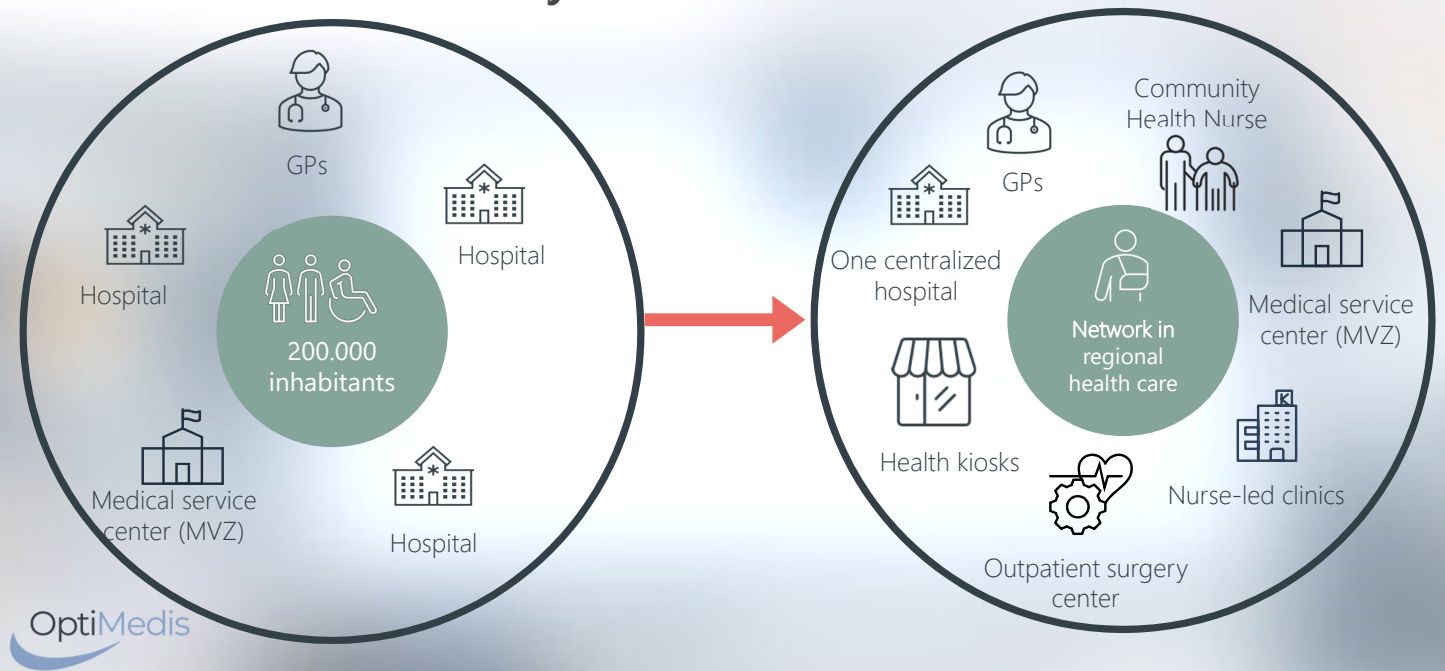 GPs
Hospital
Hospital
200.000
inhabitants
Medical service
center (MVZ)
Hospital
Community
Health Nurse
GPs
One centralized
hospital
Network in
regional
health care
Medical service
center (MVZ)
Health kiosks
K
Nurse-led clinics
Outpatient surgery
center
OptiMedis